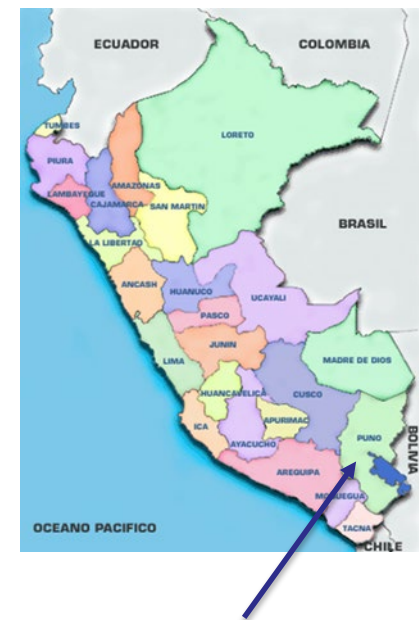 ECUADOR
COLOMBIA
TUMBES
LORETO
PIURA
AMAZONAS
LAMBAYEQUE
CAJAMARCA
SAN MARTIN
BRASIL
LA LIBERTAD
ANCASH
HUANUCO
UCAYALI
PASCO
JUNIN
LIMA
MADRE DE DIOS
HUANCAVELICA
CUSCO
APURIMAC
ICA
AYACUCHO
PUNO
BOLIVIA
AREQUIPA
MOQUEGUA
OCEANO PACIFICO
TACNA
CHILE